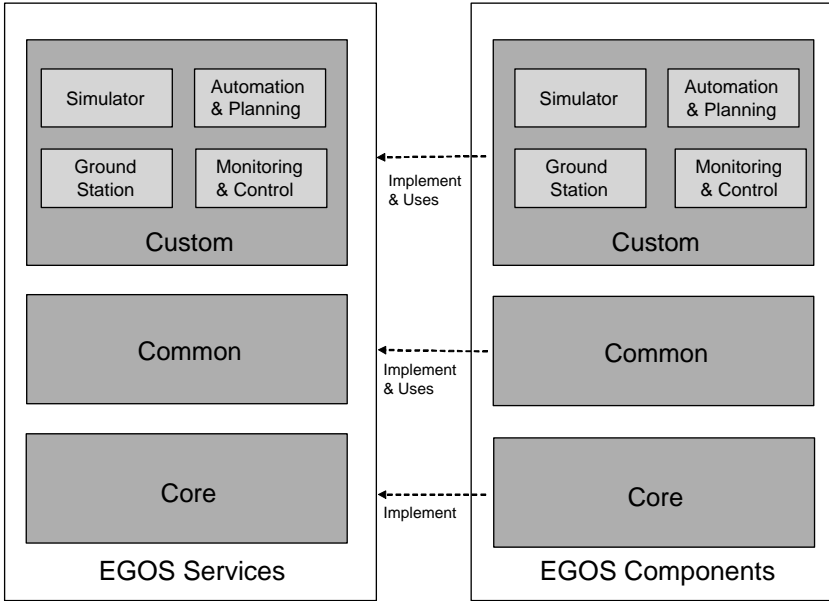 Simulator
Automation
& Planning
Ground
Station
Monitoring
& Control
Custom
Common
Core
EGOS Services
Implement
& Uses
Implement
& Uses
Implement
Simulator
Automation
& Planning
Ground
Station
Monitoring
& Control
Custom
Common
Core
EGOS Components